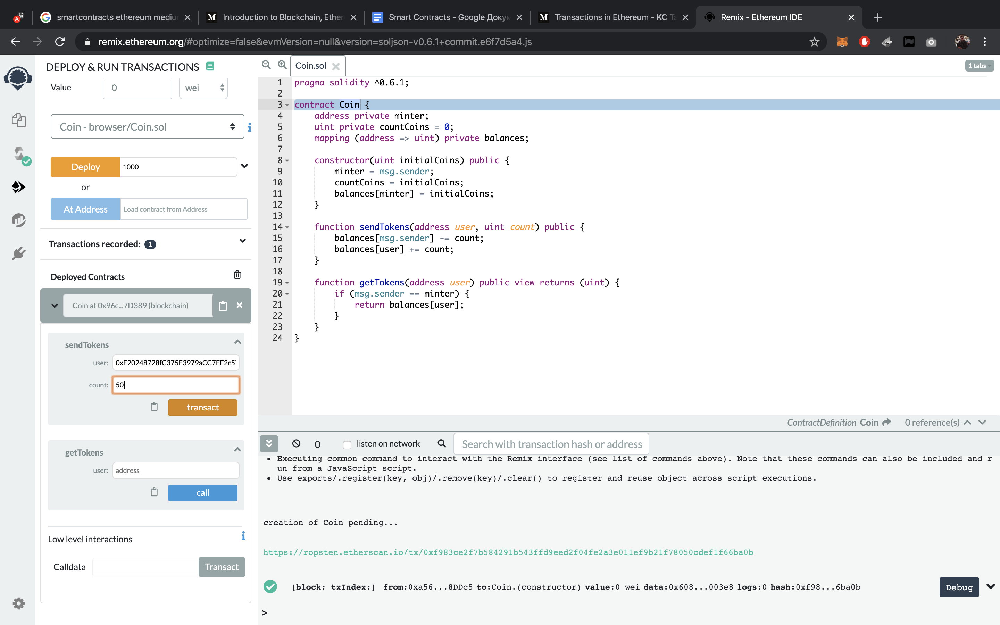 smartcontracts ethereum mediu
Introduction to Blockchain, Ether
Smart Contracts - Google Докум
Transactions in Ethereum - KC Ta
Remix - Ethereum IDE
remix.ethereum.org/#optimize=false&evmVersion=null&version=soljson-v0.6.1+commit.e6f7d5a4.js
DEPLOY & RUN TRANSACTIONS
Value 0 wei
Coin - browser/Coin.sol
Deploy 1000
or
At Address Load contract from Address
Transactions recorded: 1
Deployed Contracts
Coin at 0x96c...7D389 (blockchain)
sendTokens
user: 0xE20248728fC375E3979aCC7EF2c5
count: 50
transact
getTokens
user: address
call
Low level interactions
Calldata Transact
Coin.sol
1 tabs
1 pragma solidity ^0.6.1;
2
3 contract Coin {
4 address private minter;
5 uint private countCoins = 0;
6 mapping (address => uint) private balances;
7
8 constructor(uint initialCoins) public {
9 minter = msg.sender;
10 countCoins = initialCoins;
11 balances[minter] = initialCoins;
12 }
13
14 function sendTokens(address user, uint count) public {
15 balances[msg.sender] -= count;
16 balances[user] += count;
17 }
18
19 function getTokens(address user) public view returns (uint) {
20 if (msg.sender == minter) {
21 return balances[user];
22 }
23 }
24 }
ContractDefinition Coin 0 reference(s)
0 listen on network Search with transaction hash or address
• Executing common command to interact with the Remix interface (see list of commands above). Note that these commands can also be included and r
un from a JavaScript script.
• Use exports/.register(key, obj)/.remove(key)/.clear() to register and reuse object across script executions.
creation of Coin pending...
https://ropsten.etherscan.io/tx/0xf983ce2f7b584291b543ffd9eed2f04fe2a3e011ef9b21f78050cdef1f66ba0b
[block: txIndex:] from:0xa56...8DDc5 to:Coin.(constructor) value:0 wei data:0x608...003e8 logs:0 hash:0xf98...6ba0b
Debug
>